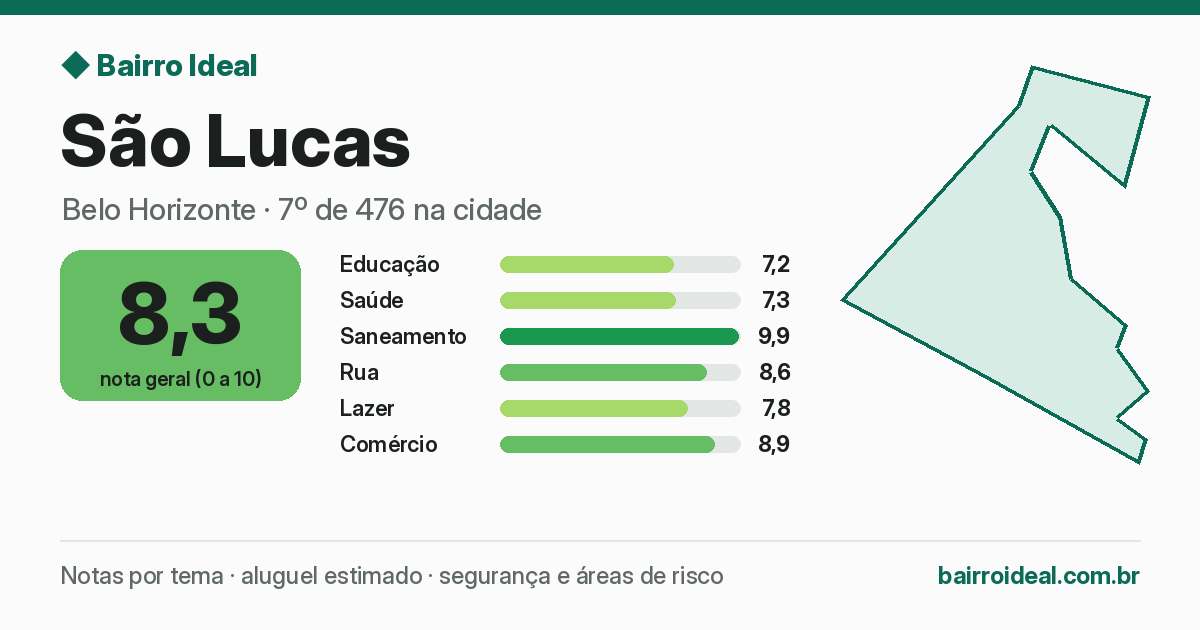 Bairro Ideal
São Lucas
Belo Horizonte · 7º de 476 na cidade
8,3
nota geral (0 a 10)
Educação 7,2
Saúde 7,3
Saneamento 9,9
Rua 8,6
Lazer 7,8
Comércio 8,9
Notas por tema · aluguel estimado · segurança e áreas de risco
bairroideal.com.br